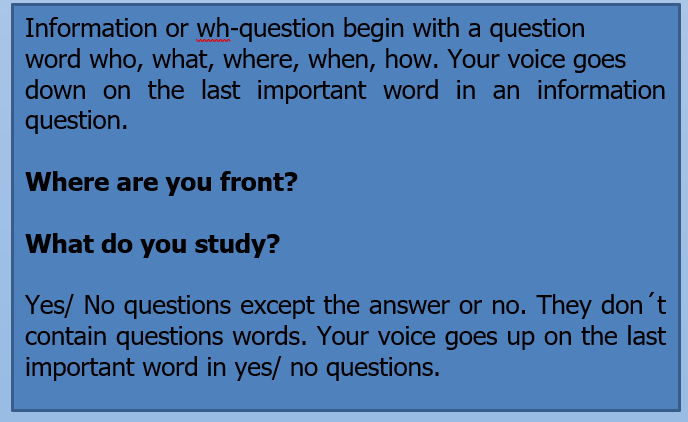 Information or wh-question begin with a question
word who, what, where, when, how. Your voice goes
down on the last important word in an information
question.
Where are you front?
What do you study?
Yes/ No questions except the answer or no. They don´t
contain questions words. Your voice goes up on the last
important word in yes/ no questions.